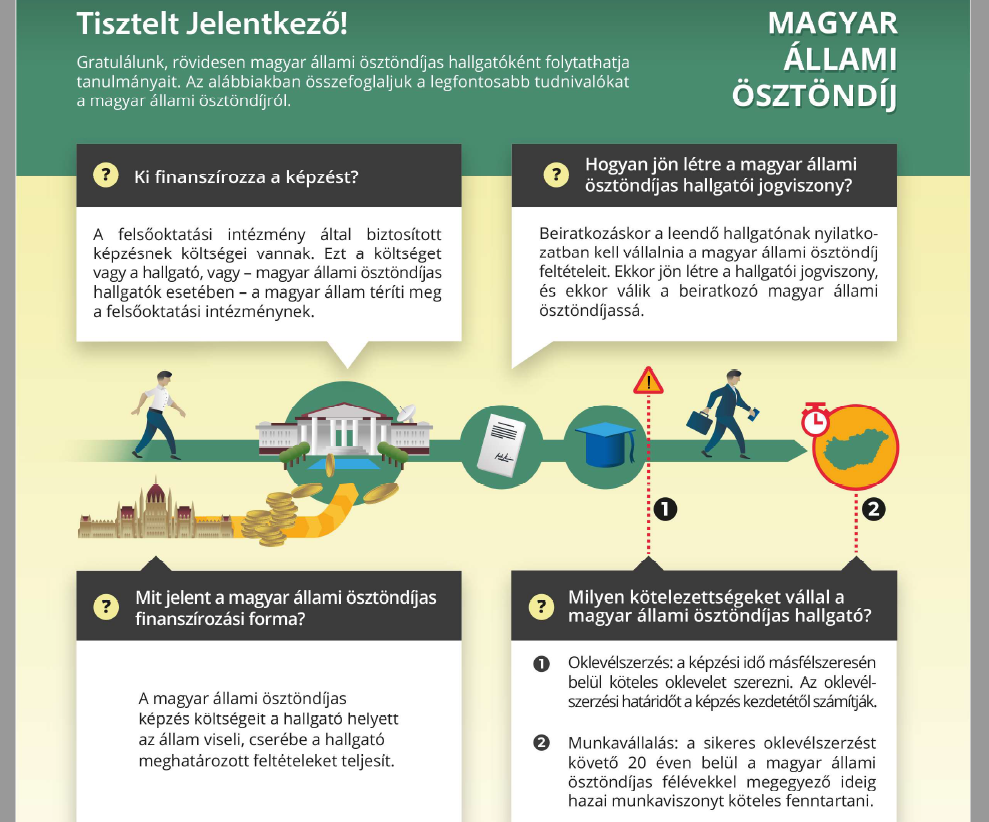 Tisztelt Jelentkező!
Gratulálunk, rövidesen magyar állami ösztöndíjas hallgatóként folytathatja
tanulmányait. Az alábbiakban összefoglaljuk a legfontosabb tudnivalókat
a magyar állami ösztöndíjról.
MAGYAR
ÁLLAMI
ÖSZTÖNDÍJ
? Ki finanszírozza a képzést?
A felsőoktatási intézmény által biztosított
képzésnek költségei vannak. Ezt a költséget
vagy a hallgató, vagy – magyar állami ösztöndíjas
hallgatók esetében – a magyar állam téríti meg
a felsőoktatási intézménynek.
? Hogyan jön létre a magyar állami
ösztöndíjas hallgatói jogviszony?
Beiratkozáskor a leendő hallgatónak nyilatko-
zatban kell vállalnia a magyar állami ösztöndíj
feltételeit. Ekkor jön létre a hallgatói jogviszony,
és ekkor válik a beiratkozó magyar állami
ösztöndíjassá.
!
1
2
? Mit jelent a magyar állami ösztöndíjas
finanszírozási forma?
A magyar állami ösztöndíjas
képzés költségeit a hallgató helyett
az állam viseli, cserébe a hallgató
meghatározott feltételeket teljesít.
? Milyen kötelezettségeket vállal a
magyar állami ösztöndíjas hallgató?
1 Oklevélszerzés: a képzési idő másfélszeresén
belül köteles oklevelet szerezni. Az oklevél-
szerzési határidőt a képzés kezdetétől számítják.
2 Munkavállalás: a sikeres oklevélszerzést
követő 20 éven belül a magyar állami
ösztöndíjas félévekkel megegyező ideig
hazai munkaviszonyt köteles fenntartani.